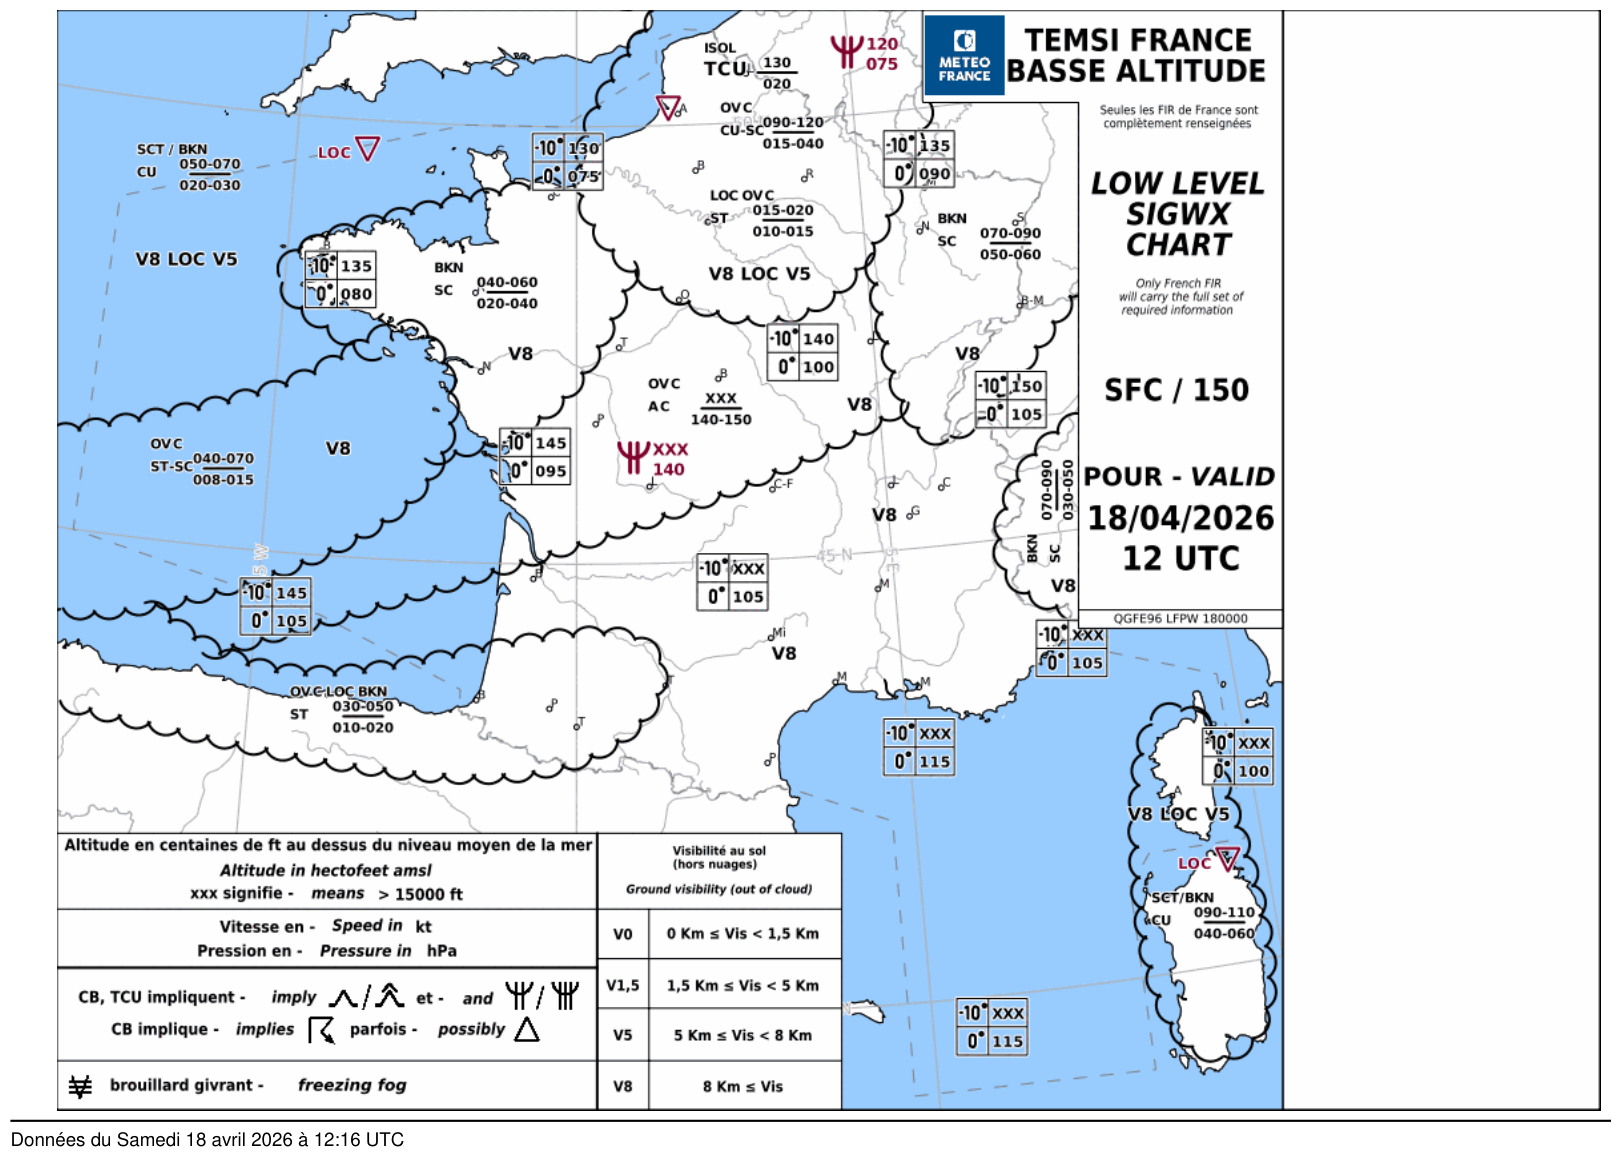 TEMSI FRANCE
BASSE ALTITUDE
METEO
FRANCE
Seules les FIR de France sont
complètement renseignées
LOW LEVEL
SIGWX
CHART
Only French FIR
will carry the full set of
required information
SFC / 150
POUR - VALID
18/04/2026
12 UTC
QGFE96 LFPW 180000
ISOL
TCU 130
020
120
075
A
OVC
CU-SC 090-120
015-040
50
B
R
LOC OVC
ST 015-020
010-015
V8 LOC V5
SCT / BKN
CU 050-070
020-030
LOC
V8 LOC V5
C
C
-10° 130
0° 075
-10° 135
0° 090
M
N
S
BKN
SC 070-090
050-060
B-M
V8
B
-10° 135
0° 080
BKN
SC 040-060
020-040
R
V8
N
O
T
-10° 140
0° 100
L
B
OVC
AC XXX
140-150
V8
P
XXX
140
L
C-F
-10° 150
0° 105
OVC
ST-SC 040-070
008-015
V8
-10° 145
0° 095
L
C
G
V8
070-090
030-050
BKN
SC
V8
5 W
45 N
5 E
-10° 145
0° 105
B
-10° XXX
0° 105
M
Mi
V8
-10° XXX
0° 105
OVC LOC BKN
ST 030-050
010-020
B
P
T
T
M
M
P
-10° XXX
0° 115
-10° XXX
0° 100
A
V8 LOC V5
LOC
SCT/BKN
CU 090-110
040-060
-10° XXX
0° 115
Altitude en centaines de ft au dessus du niveau moyen de la mer
Altitude in hectofeet amsl
xxx signifie - means > 15000 ft
Vitesse en - Speed in kt
Pression en - Pressure in hPa
CB, TCU impliquent - imply / et - and /
CB implique - implies parfois - possibly
brouillard givrant - freezing fog
Visibilité au sol
(hors nuages)
Ground visibility (out of cloud)
V0 0 Km ≤ Vis < 1,5 Km
V1,5 1,5 Km ≤ Vis < 5 Km
V5 5 Km ≤ Vis < 8 Km
V8 8 Km ≤ Vis
Données du Samedi 18 avril 2026 à 12:16 UTC